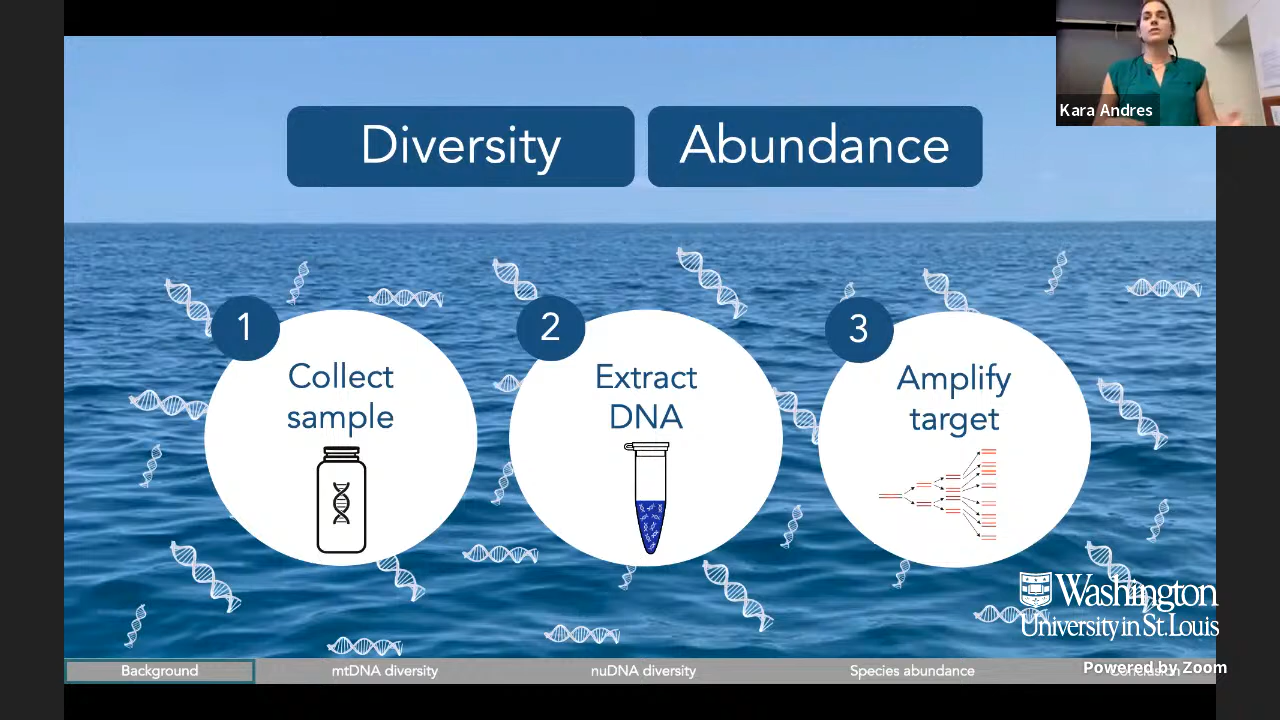 Kara Andres
Diversity
Abundance
1
Collect
sample
2
Extract
DNA
3
Amplify
target
Washington
University in St. Louis
Background
mtDNA diversity
nuDNA diversity
Species abundance
Conclusion
Powered by Zoom